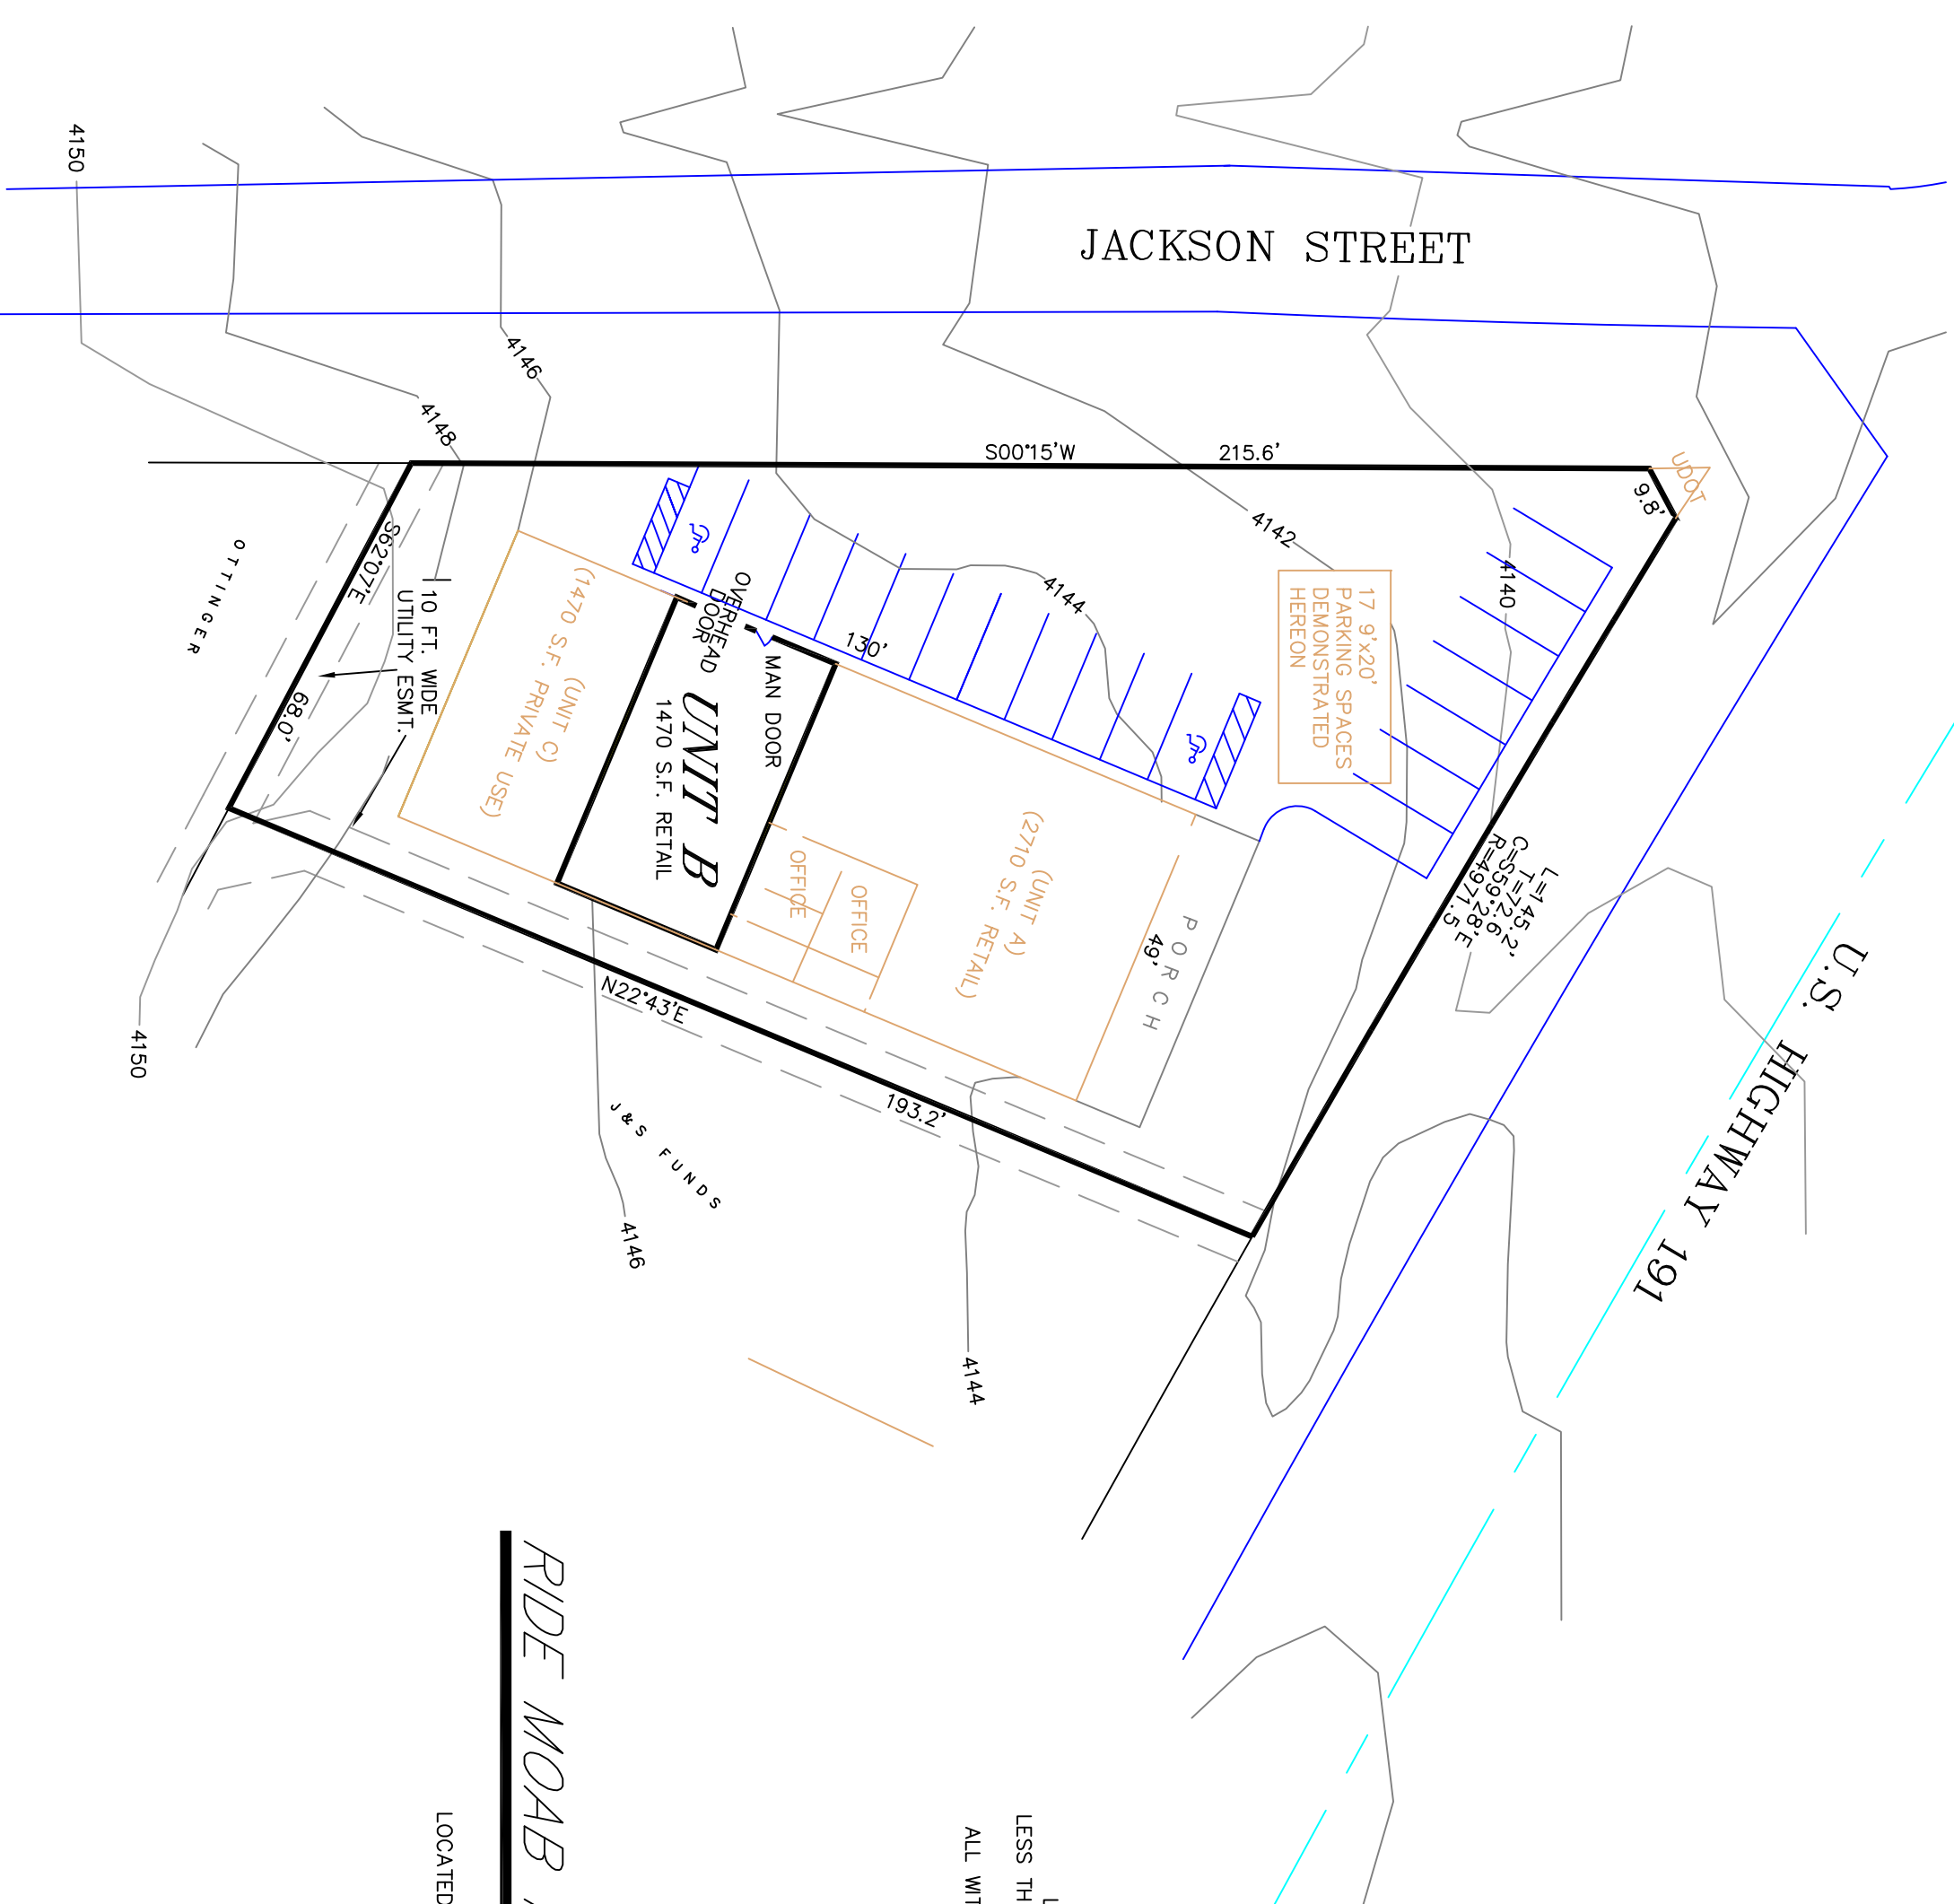 JACKSON STREET
4150
4146
4148
S00°15'W 215.6'
UDOT
9.8'
4142
4140
4144
17 9'x20'
PARKING SPACES
DEMONSTRATED
HEREON
OTTINGER
S62°07'E
68.0'
10 FT. WIDE
UTILITY ESMT.
(UNIT C)
(1470 S.F. PRIVATE USE)
OVERHEAD
DOOR
MAN DOOR
130'
UNIT B
1470 S.F. RETAIL
OFFICE
OFFICE
(UNIT A)
(2710 S.F. RETAIL)
PORCH
49'
L=145.2'
T=72.6
C=S59°28'E
R=4971.5
U.S. HIGHWAY 191
N22°43'E
193.2'
4150
J&S FUNDS
4146
4144
RIDE MOAB
LOCATED
LESS TH
ALL WIT